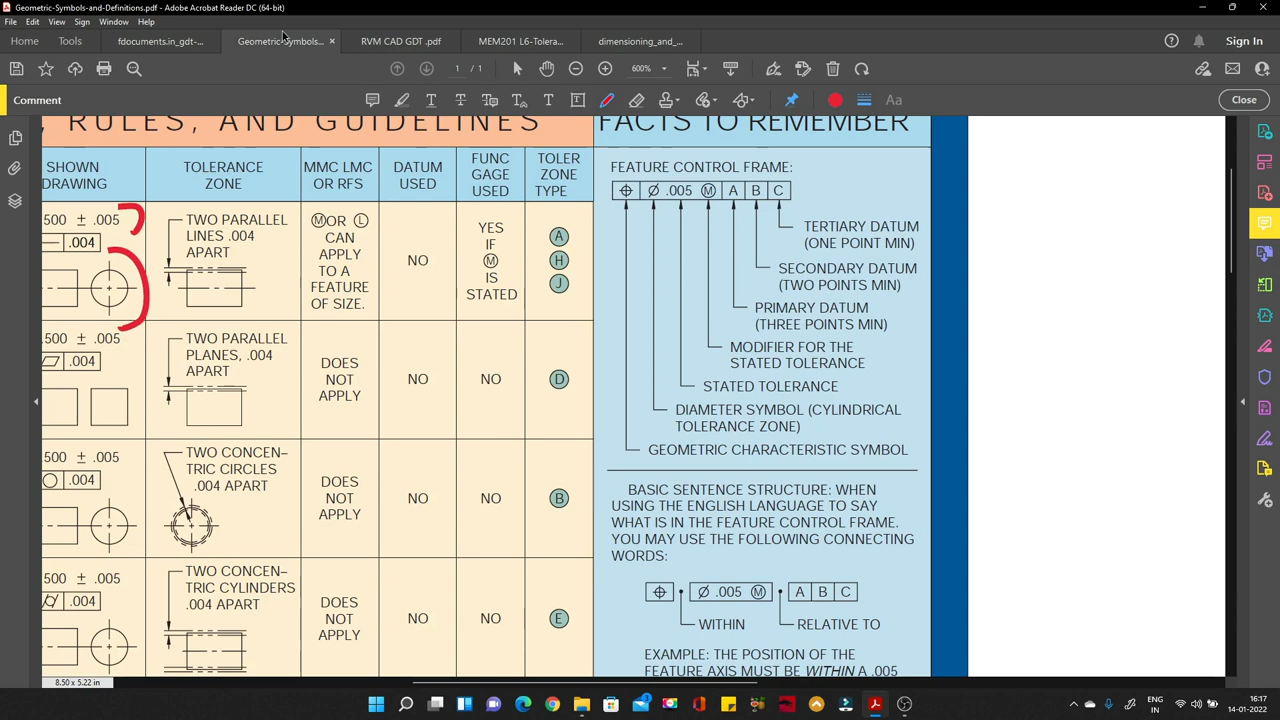 Geometric-Symbols-and-Definitions.pdf - Adobe Acrobat Reader DC (64-bit)
File Edit View Sign Window Help
Home Tools fdocuments.in_gdt-... Geometric-Symbols... × RVM CAD GDT .pdf MEM201 L6-Tolera... dimensioning_and_... Sign In
1 / 1 600%
Comment Close
, RULES, AND GUIDELINES
SHOWN
DRAWING
TOLERANCE
ZONE
MMC LMC
OR RFS
DATUM
USED
FUNC
GAGE
USED
TOLER
ZONE
TYPE
500 ± .005
.004
TWO PARALLEL
LINES .004
APART
Ⓜ OR Ⓛ
CAN
APPLY
TO A
FEATURE
OF SIZE.
NO
YES
IF
Ⓜ
IS
STATED
Ⓐ
Ⓗ
Ⓙ
.500 ± .005
.004
TWO PARALLEL
PLANES, .004
APART
DOES
NOT
APPLY
NO
NO
Ⓓ
500 ± .005
.004
TWO CONCEN–
TRIC CIRCLES
.004 APART
DOES
NOT
APPLY
NO
NO
Ⓑ
500 ± .005
.004
TWO CONCEN–
TRIC CYLINDERS
.004 APART
DOES
NOT
APPLY
NO
NO
Ⓔ
FACTS TO REMEMBER
FEATURE CONTROL FRAME:
⌖ Ø .005 Ⓜ A B C
TERTIARY DATUM
(ONE POINT MIN)
SECONDARY DATUM
(TWO POINTS MIN)
PRIMARY DATUM
(THREE POINTS MIN)
MODIFIER FOR THE
STATED TOLERANCE
STATED TOLERANCE
DIAMETER SYMBOL (CYLINDRICAL
TOLERANCE ZONE)
GEOMETRIC CHARACTERISTIC SYMBOL
BASIC SENTENCE STRUCTURE: WHEN
USING THE ENGLISH LANGUAGE TO SAY
WHAT IS IN THE FEATURE CONTROL FRAME.
YOU MAY USE THE FOLLOWING CONNECTING
WORDS:
⌖ Ø .005 Ⓜ A B C
WITHIN RELATIVE TO
EXAMPLE: THE POSITION OF THE
FEATURE AXIS MUST BE WITHIN A .005
8.50 x 5.22 in
ENG
IN
16:17
14-01-2022